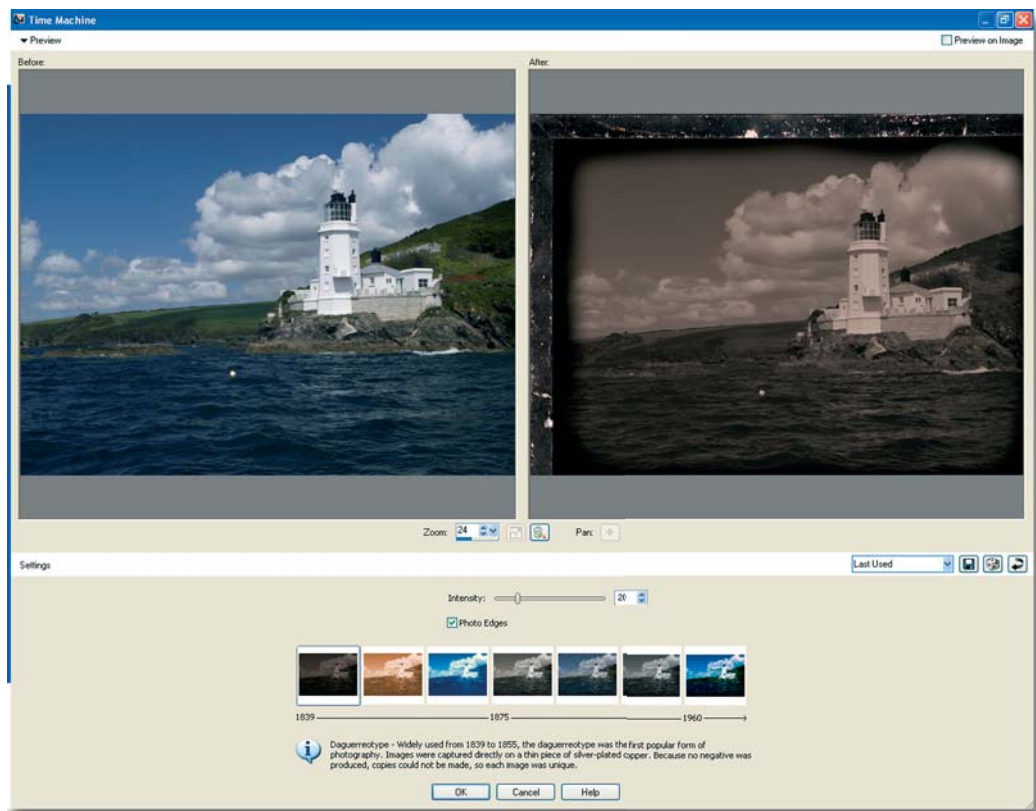 Time Machine
Preview
Preview on Image
Before:
After:
Zoom: 24
Pan:
Settings
Last Used
Intensity: 20
Photo Edges
1839 1875 1960
Daguerreotype - Widely used from 1839 to 1855, the daguerreotype was the first popular form of
photography. Images were captured directly on a thin piece of silver-plated copper. Because no negative was
produced, copies could not be made, so each image was unique.
OK Cancel Help